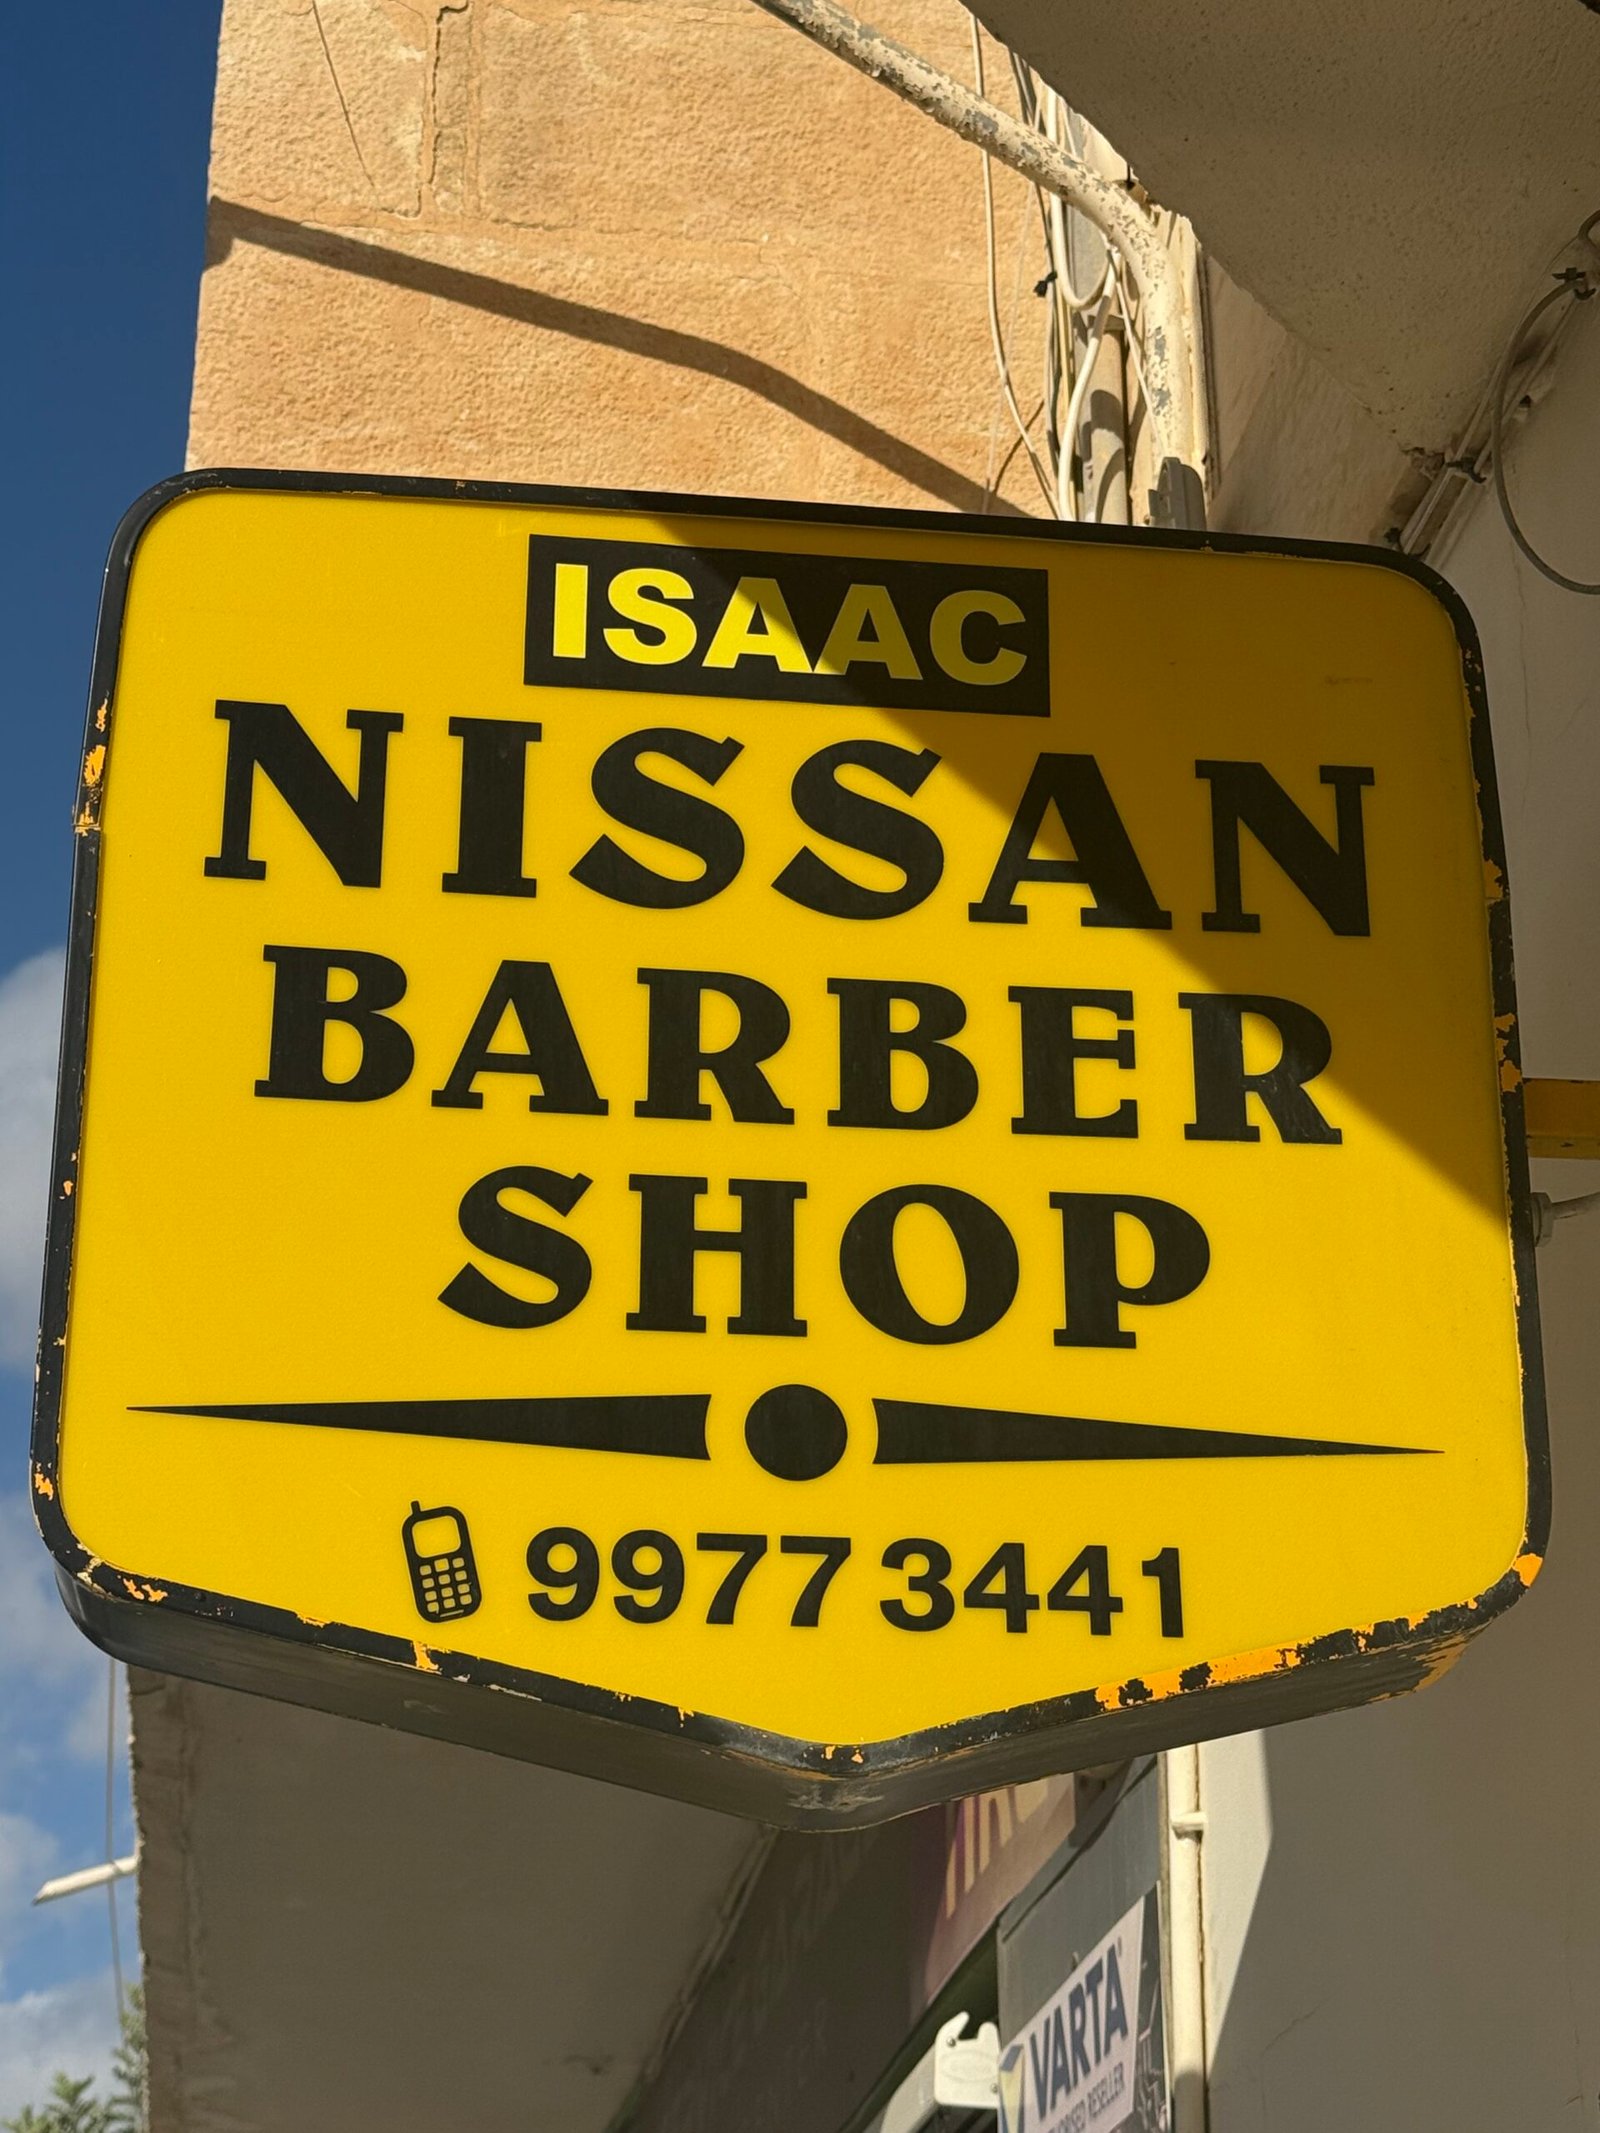 ISAAC
NISSAN
BARBER
SHOP
9977 3441
VARTA